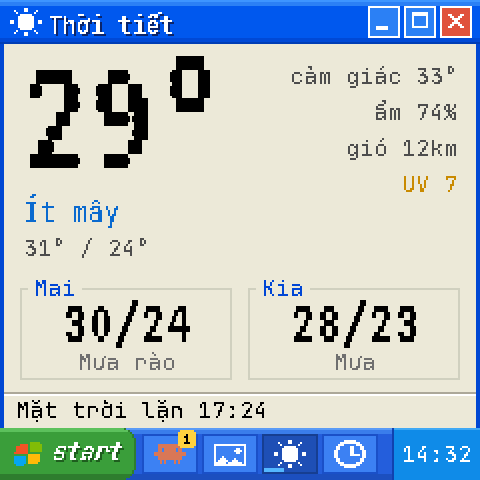 Thời tiết
29°
cảm giác 33°
ẩm 74%
gió 12km
UV 7
Ít mây
31° / 24°
Mai
30/24
Mưa rào
Kia
28/23
Mưa
Mặt trời lặn 17:24
start
1
14:32